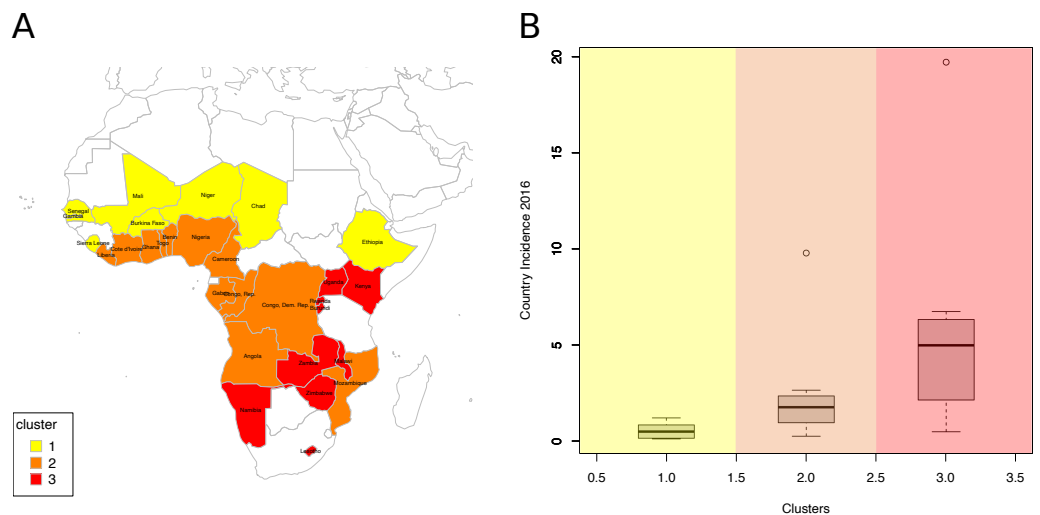 A
Mali
Niger
Chad
Senegal
Gambia
Burkina Faso
Sierra Leone
Liberia
Cote d'Ivoire
Ghana
Togo
Benin
Nigeria
Cameroon
Ethiopia
Gabon
Congo, Rep.
Congo, Dem. Rep.
Uganda
Kenya
Rwanda
Burundi
Angola
Zambia
Malawi
Mozambique
Zimbabwe
Namibia
Lesotho
cluster
1
2
3
B
Country Incidence 2016
20
15
10
5
0
0.5 1.0 1.5 2.0 2.5 3.0 3.5
Clusters